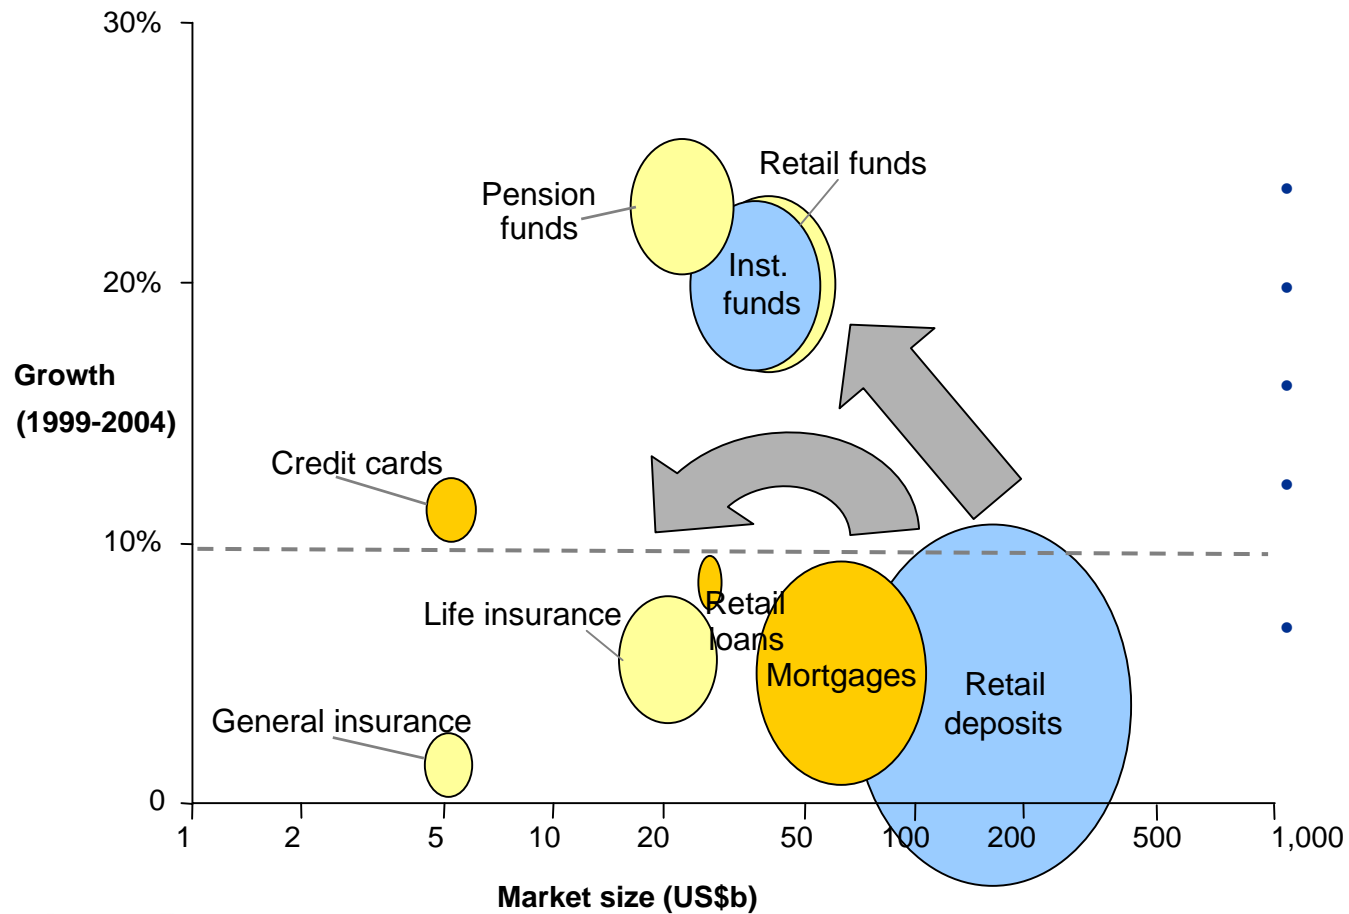 30%
Retail funds
Pension
funds
Inst.
funds
20%
Growth
(1999-2004)
Credit cards
10%
Retail
loans
Life insurance
Mortgages
Retail
deposits
General insurance
0
1 2 5 10 20 50 100 200 500 1,000
Market size (US$b)